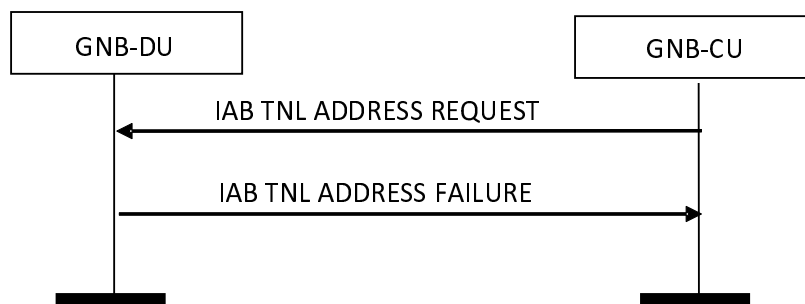 GNB-DU
GNB-CU
IAB TNL ADDRESS REQUEST
IAB TNL ADDRESS FAILURE